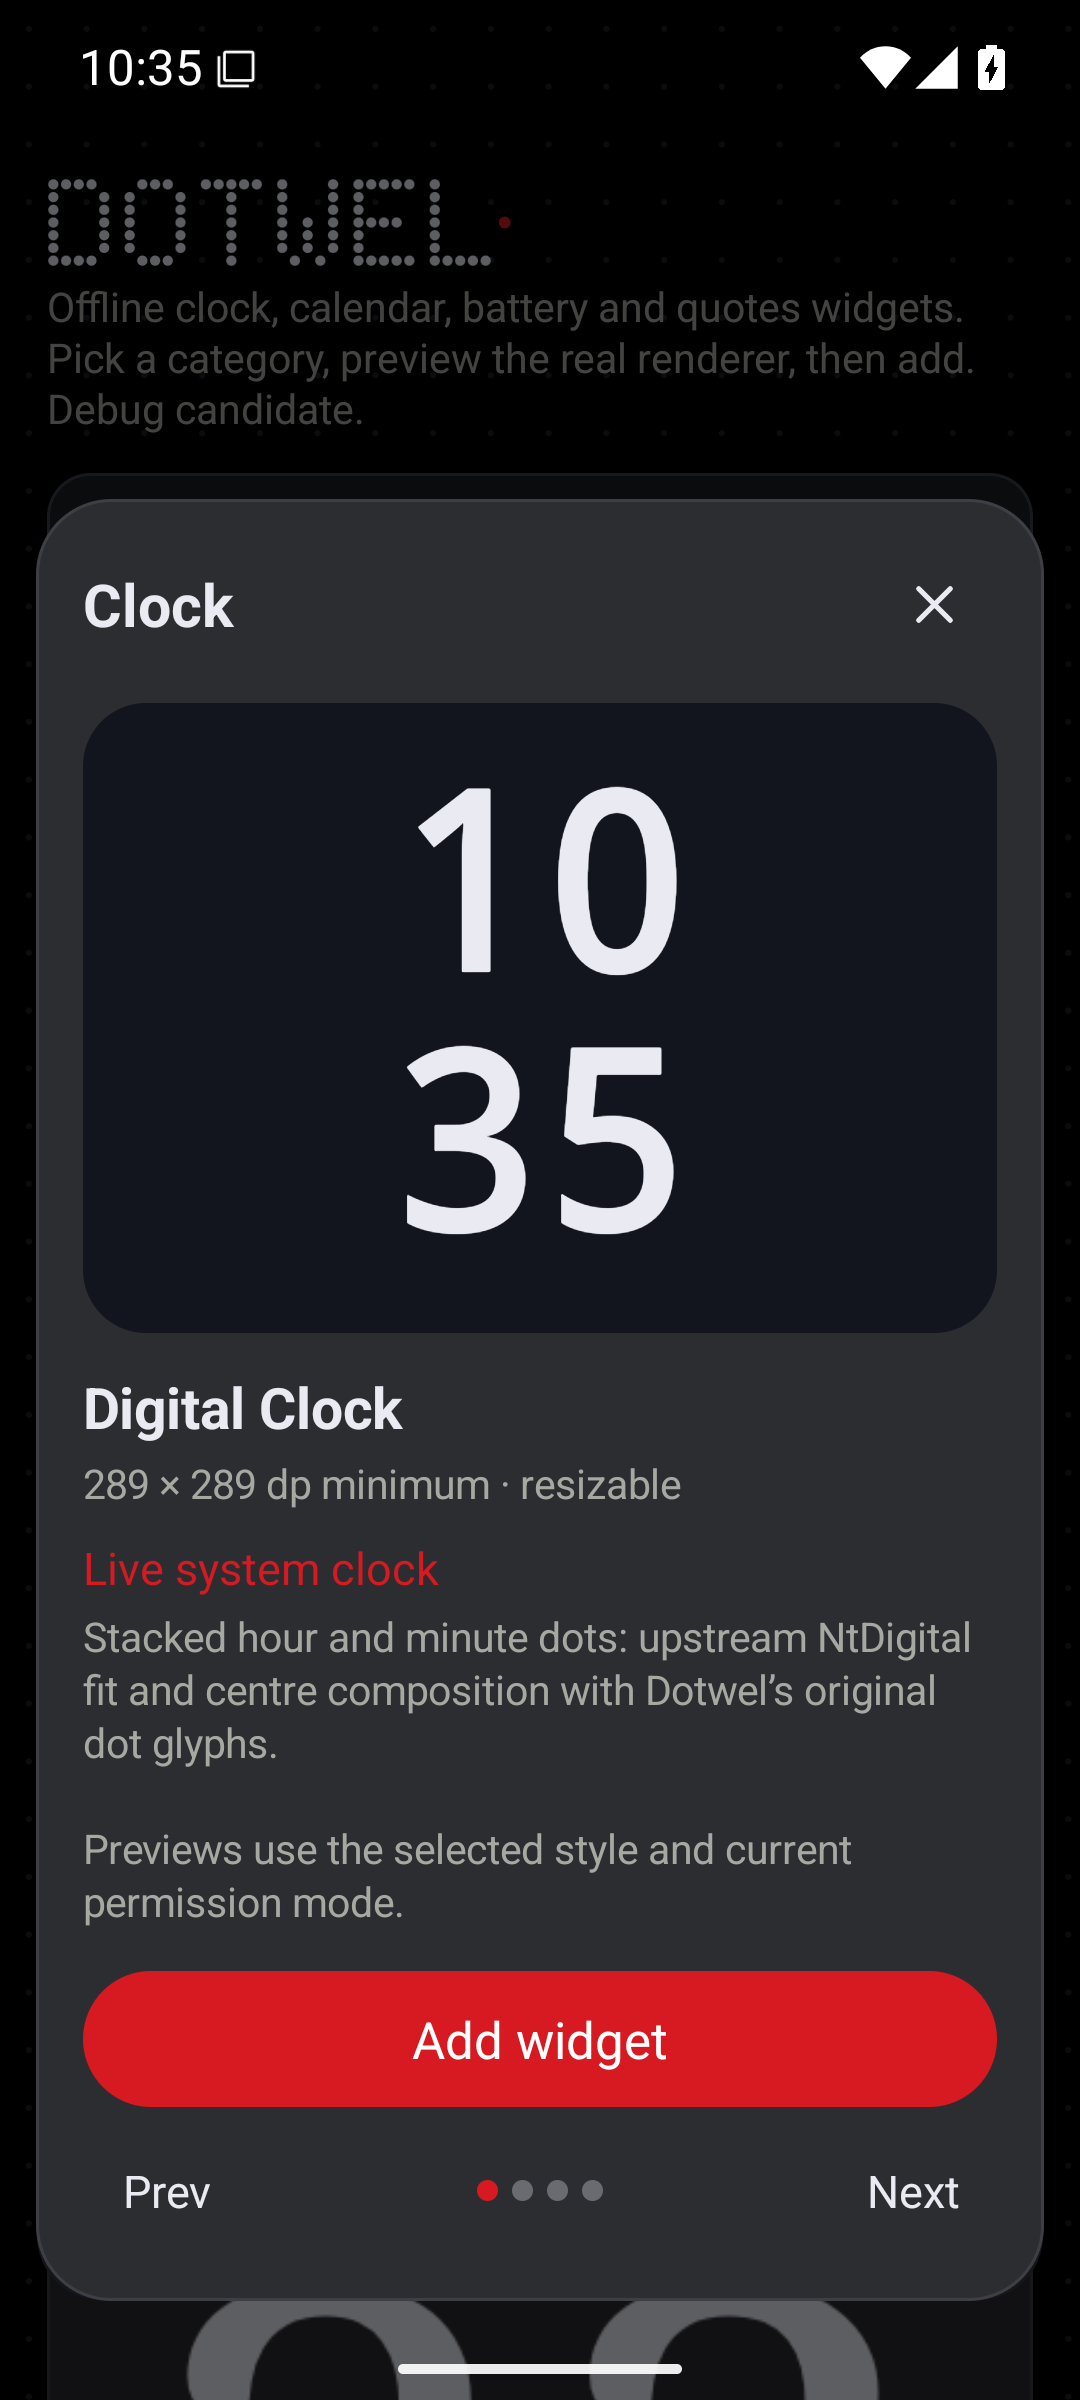 10:35
DOTWEL
Offline clock, calendar, battery and quotes widgets.
Pick a category, preview the real renderer, then add.
Debug candidate.
Clock
10
35
Digital Clock
289 × 289 dp minimum · resizable
Live system clock
Stacked hour and minute dots: upstream NtDigital
fit and centre composition with Dotwel’s original
dot glyphs.
Previews use the selected style and current
permission mode.
Add widget
Prev
Next